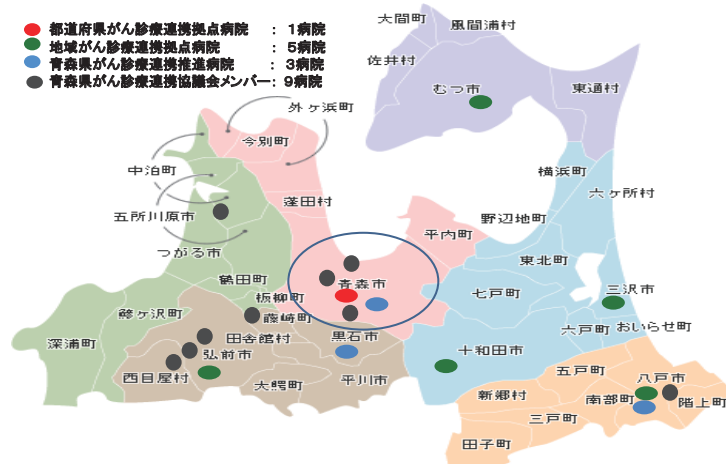 都道府県がん診療連携拠点病院 : 1病院
地域がん診療連携拠点病院 : 5病院
青森県がん診療連携推進病院 : 3病院
青森県がん診療連携協議会メンバー: 9病院
大間町
風間浦村
佐井村
むつ市
東通村
外ヶ浜町
今別町
中泊町
横浜町
六ヶ所村
蓬田村
五所川原市
野辺地町
平内町
つがる市
東北町
鶴田町
青森市
七戸町
三沢市
板柳町
鰺ヶ沢町
藤崎町
六戸町
おいらせ町
田舎館村
黒石市
深浦町
弘前市
十和田市
西目屋村
五戸町
八戸市
大鰐町
平川市
新郷村
南部町
階上町
三戸町
田子町